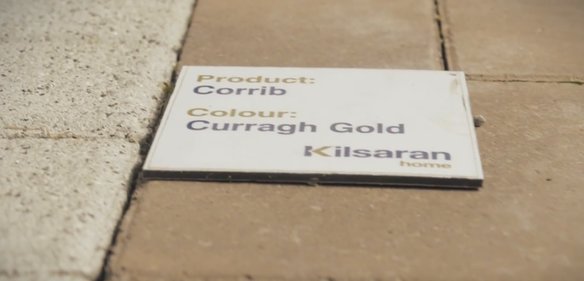 Product:
Corrib
Colour:
Curragh Gold
Kilsaran
home